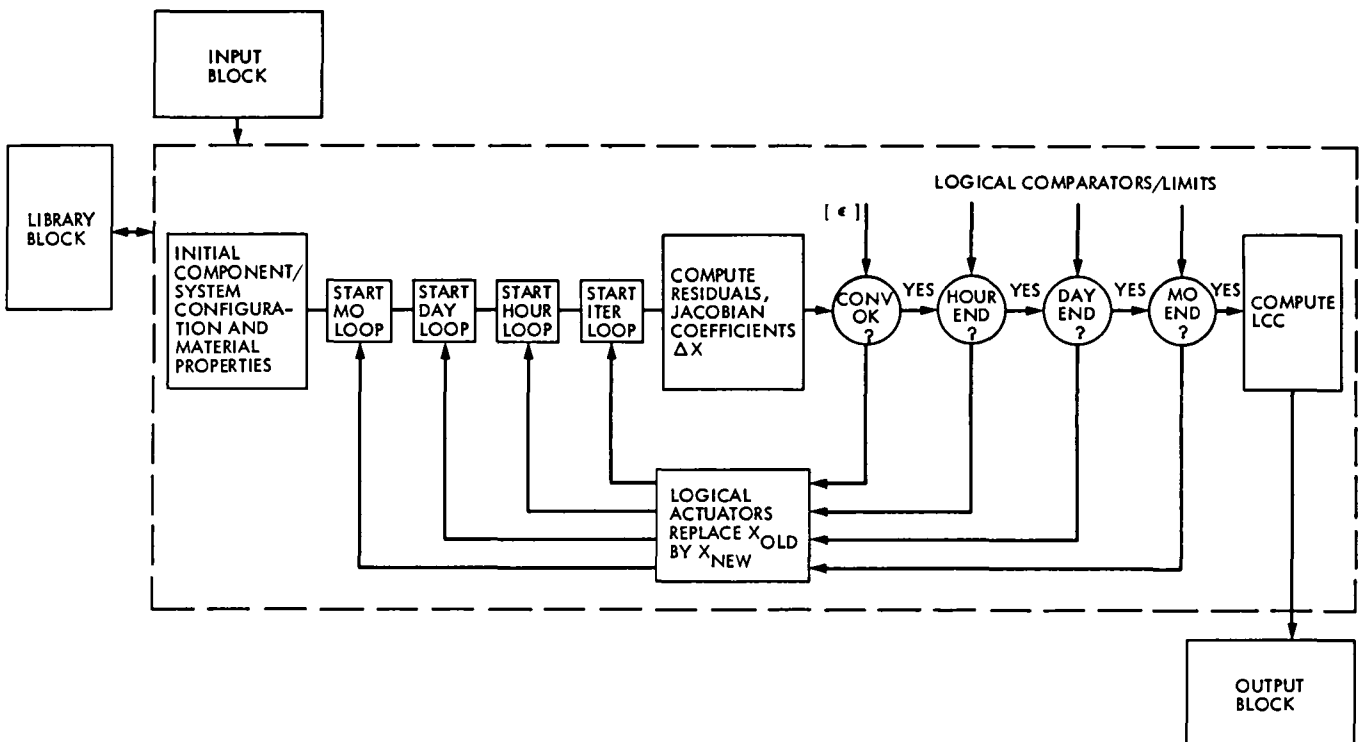 INPUT
BLOCK
LIBRARY
BLOCK
LOGICAL COMPARATORS/LIMITS
[ ϵ ]
INITIAL
COMPONENT/
SYSTEM
CONFIGURA-
TION AND
MATERIAL
PROPERTIES
START
MO
LOOP
START
DAY
LOOP
START
HOUR
LOOP
START
ITER
LOOP
COMPUTE
RESIDUALS,
JACOBIAN
COEFFICIENTS
ΔX
CONV
OK
?
YES
HOUR
END
?
YES
DAY
END
?
YES
MO
END
?
YES
COMPUTE
LCC
LOGICAL
ACTUATORS
REPLACE XOLD
BY XNEW
OUTPUT
BLOCK